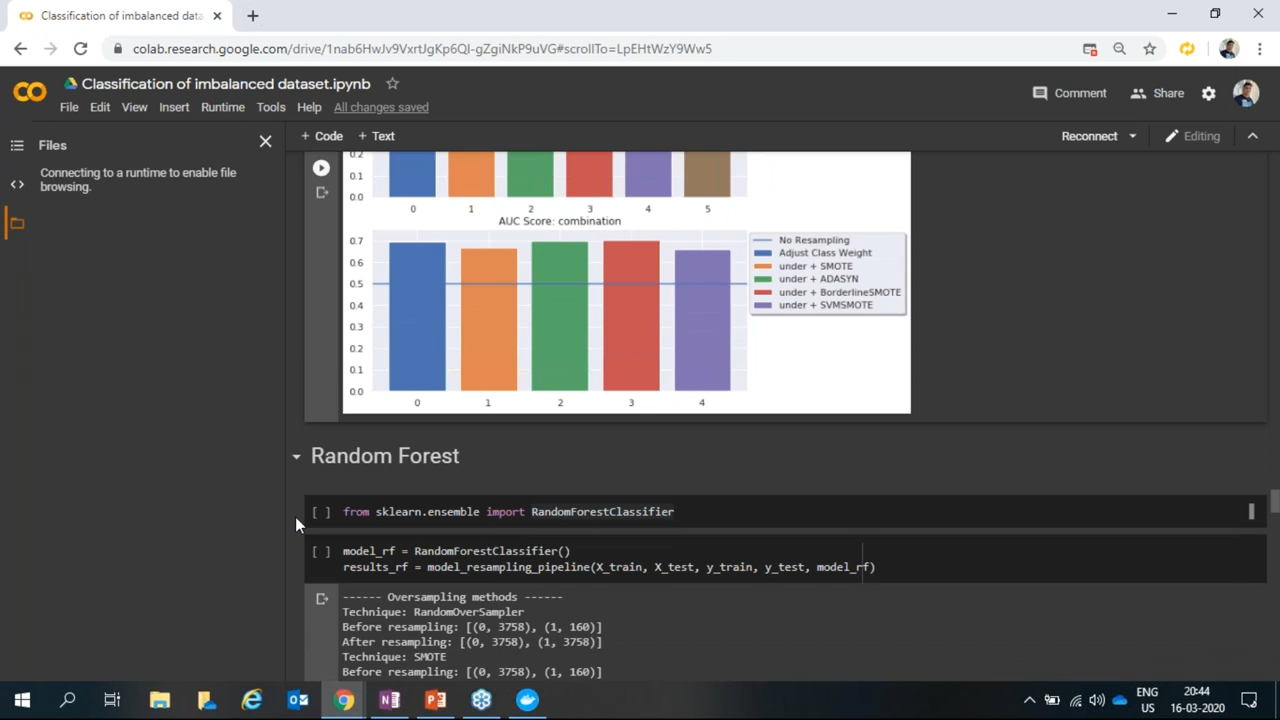 Classification of imbalanced data.
colab.research.google.com/drive/1nab6HwJv9VxrtJgKp6QI-gZgiNkP9uVG#scrollTo=LpEHtWzY9Ww5
Classification of imbalanced dataset.ipynb
File Edit View Insert Runtime Tools Help All changes saved
Comment Share
+ Code + Text
Reconnect Editing
Files
Connecting to a runtime to enable file
browsing.
0.2
0.1
0.0
0 1 2 3 4 5
AUC Score: combination
0.7
0.6
0.5
0.4
0.3
0.2
0.1
0.0
0 1 2 3 4
No Resampling
Adjust Class Weight
under + SMOTE
under + ADASYN
under + BorderlineSMOTE
under + SVMSMOTE
Random Forest
[ ] from sklearn.ensemble import RandomForestClassifier
[ ] model_rf = RandomForestClassifier()
results_rf = model_resampling_pipeline(X_train, X_test, y_train, y_test, model_rf)
------ Oversampling methods ------
Technique: RandomOverSampler
Before resampling: [(0, 3758), (1, 160)]
After resampling: [(0, 3758), (1, 3758)]
Technique: SMOTE
Before resampling: [(0, 3758), (1, 160)]
ENG
US
20:44
16-03-2020